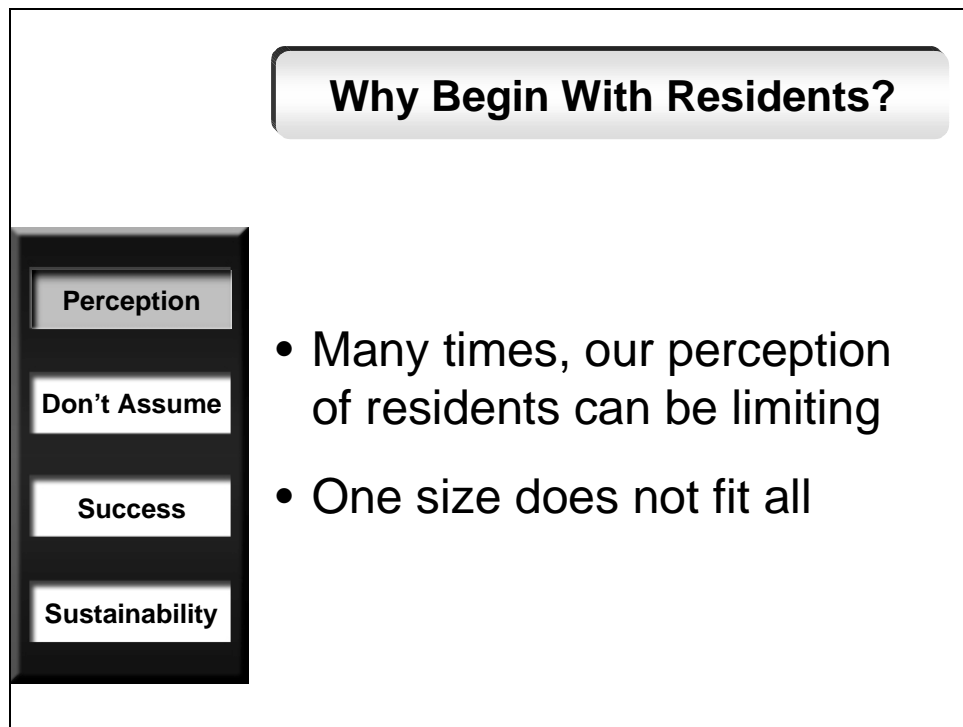 Why Begin With Residents?
Perception
Don’t Assume
Success
Sustainability
• Many times, our perception
of residents can be limiting
• One size does not fit all